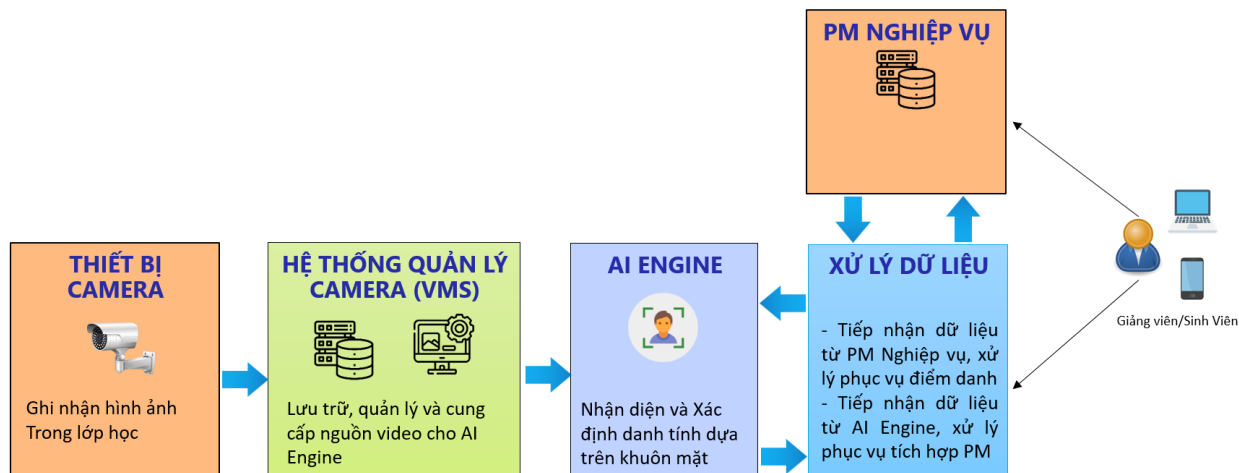 PM NGHIỆP VỤ
THIẾT BỊ
CAMERA
Ghi nhận hình ảnh
Trong lớp học
HỆ THỐNG QUẢN LÝ
CAMERA (VMS)
Lưu trữ, quản lý và cung
cấp nguồn video cho AI
Engine
AI ENGINE
Nhận diện và Xác
định danh tính dựa
trên khuôn mặt
XỬ LÝ DỮ LIỆU
- Tiếp nhận dữ liệu
từ PM Nghiệp vụ, xử
lý phục vụ điểm danh
- Tiếp nhận dữ liệu
từ AI Engine, xử lý
phục vụ tích hợp PM
Giảng viên/Sinh Viên